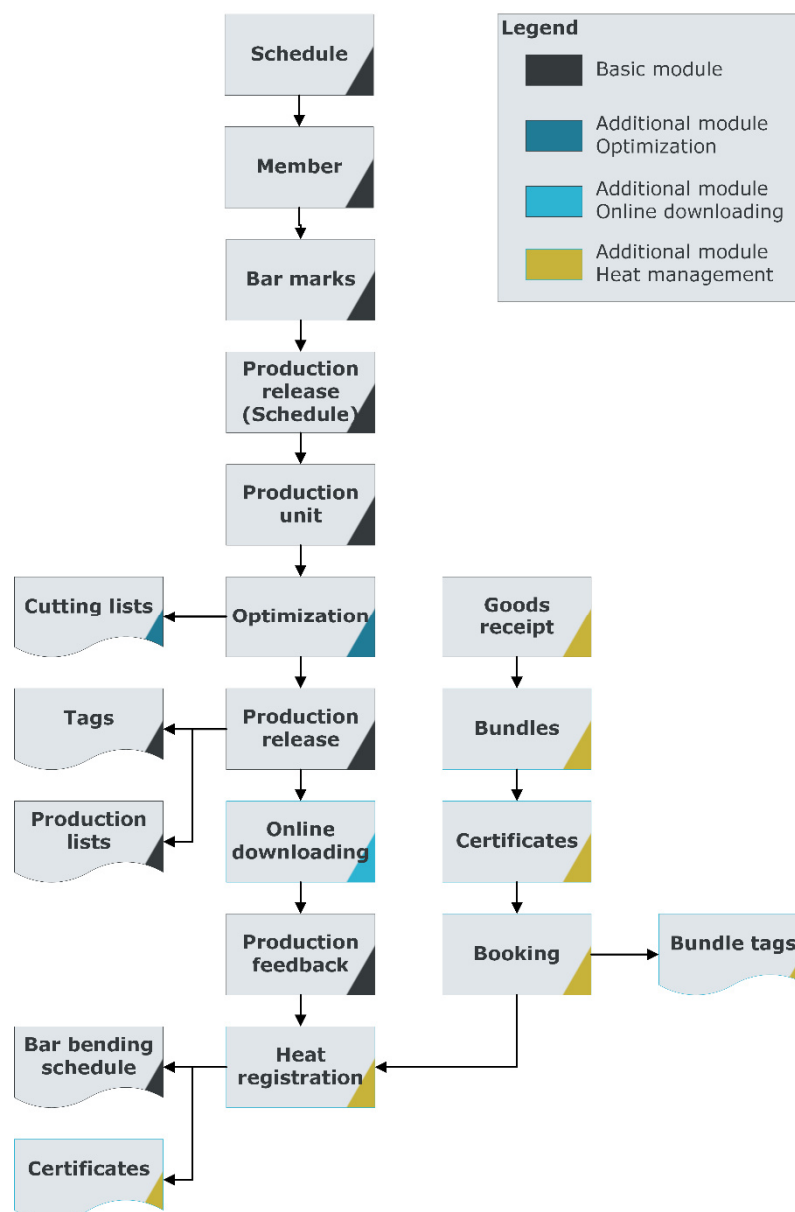 Schedule
Legend
Basic module
Additional module
Optimization
Additional module
Online downloading
Additional module
Heat management
Member
Bar marks
Production
release
(Schedule)
Production
unit
Cutting lists
Optimization
Goods
receipt
Tags
Production
release
Bundles
Production
lists
Online
downloading
Certificates
Production
feedback
Booking
Bundle tags
Bar bending
schedule
Heat
registration
Certificates